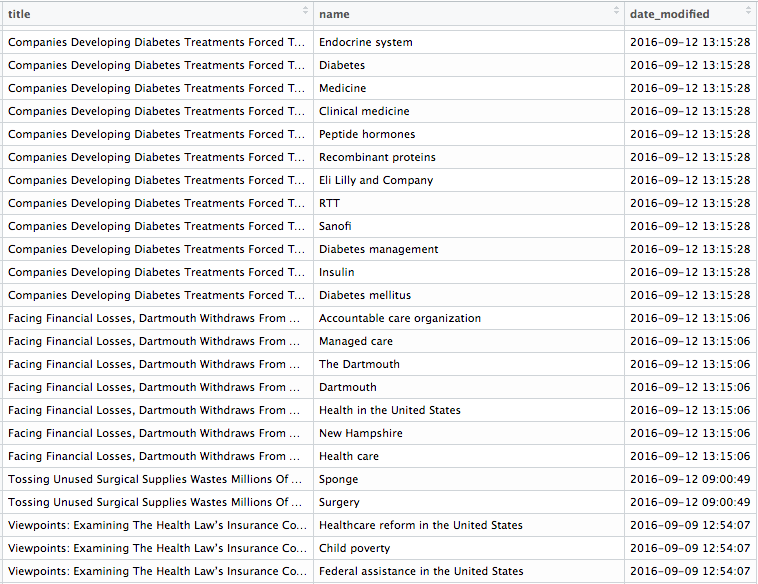 title name date_modified
Companies Developing Diabetes Treatments Forced T... Endocrine system 2016-09-12 13:15:28
Companies Developing Diabetes Treatments Forced T... Diabetes 2016-09-12 13:15:28
Companies Developing Diabetes Treatments Forced T... Medicine 2016-09-12 13:15:28
Companies Developing Diabetes Treatments Forced T... Clinical medicine 2016-09-12 13:15:28
Companies Developing Diabetes Treatments Forced T... Peptide hormones 2016-09-12 13:15:28
Companies Developing Diabetes Treatments Forced T... Recombinant proteins 2016-09-12 13:15:28
Companies Developing Diabetes Treatments Forced T... Eli Lilly and Company 2016-09-12 13:15:28
Companies Developing Diabetes Treatments Forced T... RTT 2016-09-12 13:15:28
Companies Developing Diabetes Treatments Forced T... Sanofi 2016-09-12 13:15:28
Companies Developing Diabetes Treatments Forced T... Diabetes management 2016-09-12 13:15:28
Companies Developing Diabetes Treatments Forced T... Insulin 2016-09-12 13:15:28
Companies Developing Diabetes Treatments Forced T... Diabetes mellitus 2016-09-12 13:15:28
Facing Financial Losses, Dartmouth Withdraws From ... Accountable care organization 2016-09-12 13:15:06
Facing Financial Losses, Dartmouth Withdraws From ... Managed care 2016-09-12 13:15:06
Facing Financial Losses, Dartmouth Withdraws From ... The Dartmouth 2016-09-12 13:15:06
Facing Financial Losses, Dartmouth Withdraws From ... Dartmouth 2016-09-12 13:15:06
Facing Financial Losses, Dartmouth Withdraws From ... Health in the United States 2016-09-12 13:15:06
Facing Financial Losses, Dartmouth Withdraws From ... New Hampshire 2016-09-12 13:15:06
Facing Financial Losses, Dartmouth Withdraws From ... Health care 2016-09-12 13:15:06
Tossing Unused Surgical Supplies Wastes Millions Of ... Sponge 2016-09-12 09:00:49
Tossing Unused Surgical Supplies Wastes Millions Of ... Surgery 2016-09-12 09:00:49
Viewpoints: Examining The Health Law's Insurance Co... Healthcare reform in the United States 2016-09-09 12:54:07
Viewpoints: Examining The Health Law's Insurance Co... Child poverty 2016-09-09 12:54:07
Viewpoints: Examining The Health Law's Insurance Co... Federal assistance in the United States 2016-09-09 12:54:07